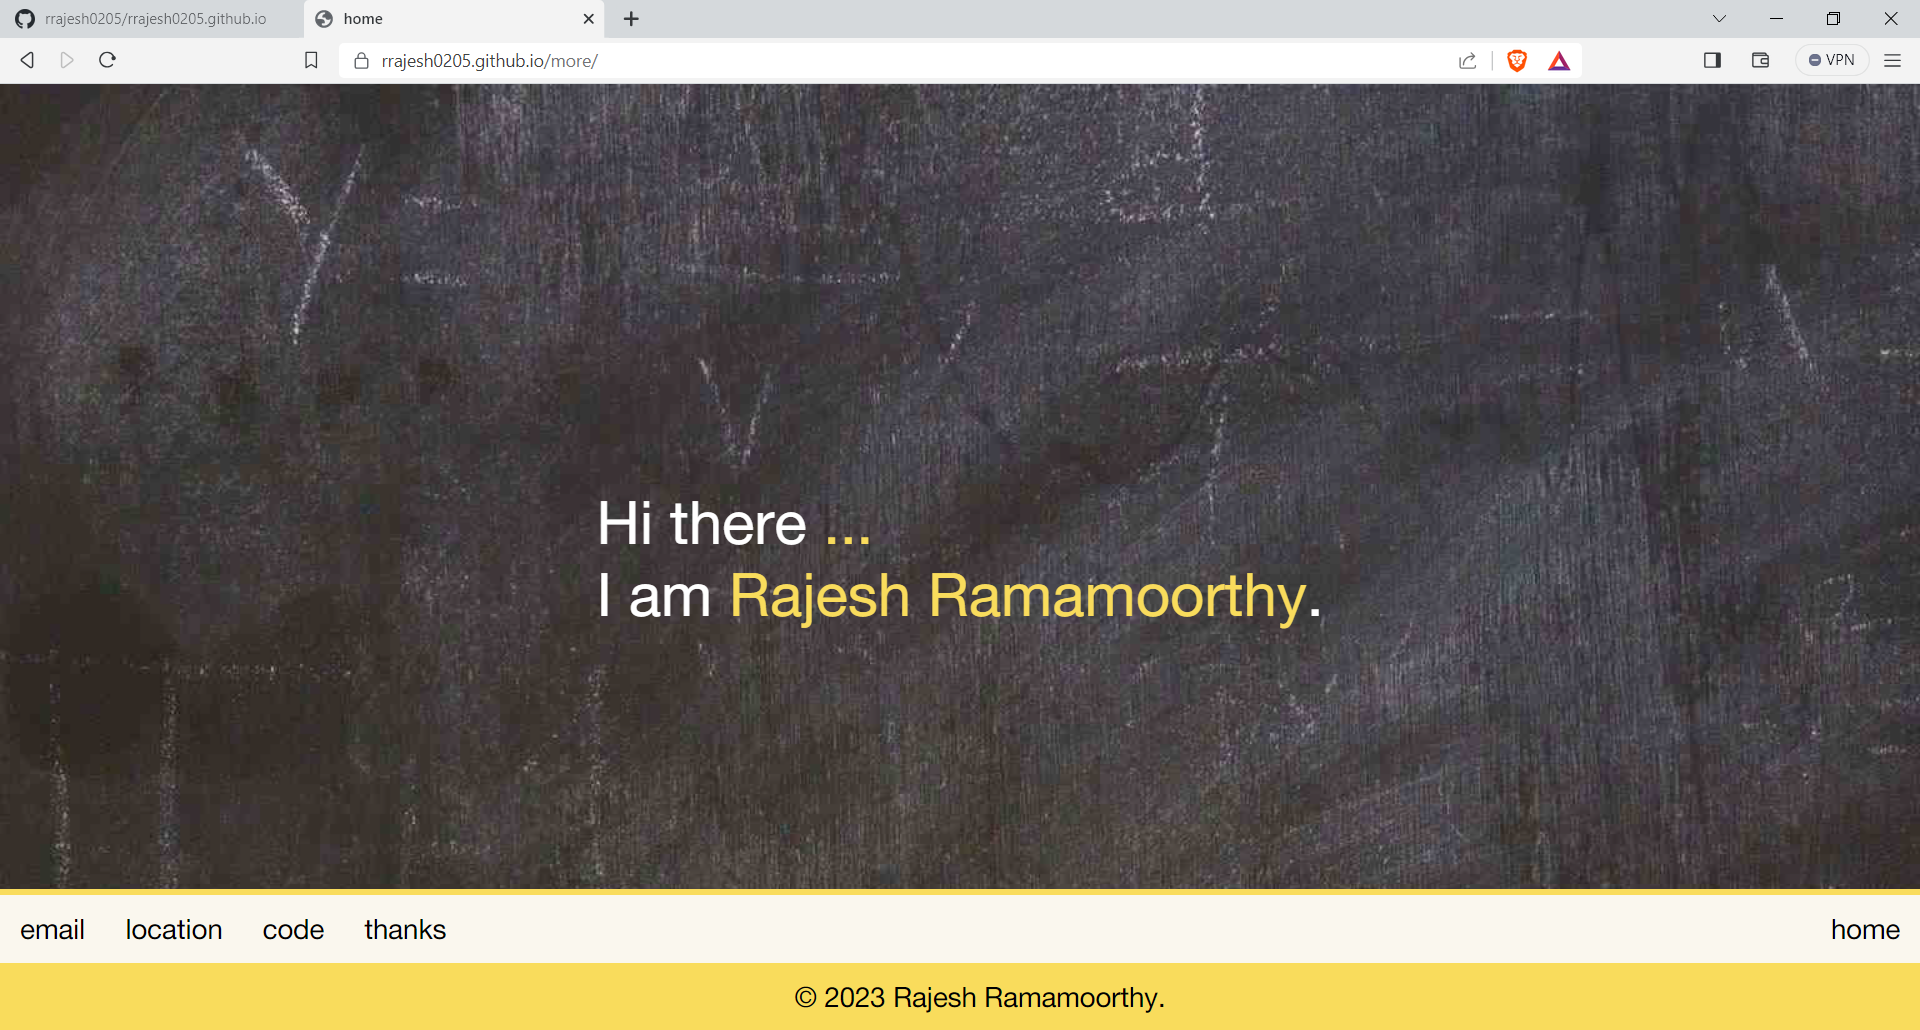 rrajesh0205/rrajesh0205.github.io
home
rrajesh0205.github.io/more/
VPN
Hi there ...
I am Rajesh Ramamoorthy.
email location code thanks home
© 2023 Rajesh Ramamoorthy.